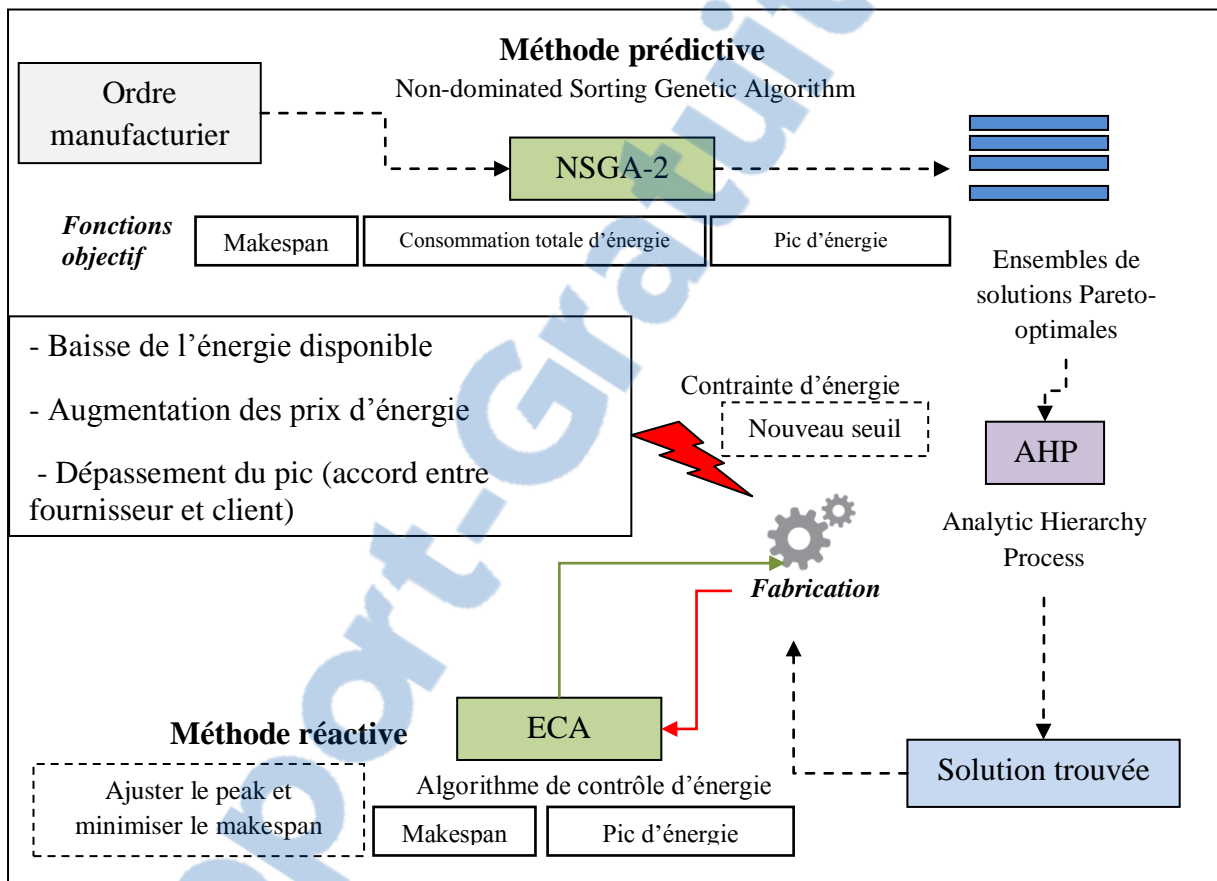 Méthode prédictive
Non-dominated Sorting Genetic Algorithm
Ordre
manufacturier
NSGA-2
Fonctions
objectif
Makespan
Consommation totale d'énergie
Pic d'énergie
Ensembles de
solutions Pareto-
optimales
- Baisse de l'énergie disponible
- Augmentation des prix d'énergie
- Dépassement du pic (accord entre
fournisseur et client)
Contrainte d'énergie
Nouveau seuil
AHP
Analytic Hierarchy
Process
Fabrication
Méthode réactive
ECA
Solution trouvée
Ajuster le peak et
minimiser le makespan
Algorithme de contrôle d'énergie
Makespan
Pic d'énergie
pport-Gratuit